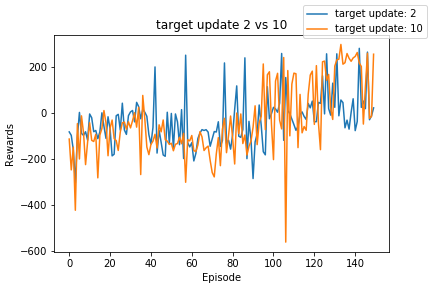 target update 2 vs 10
target update: 2
target update: 10
Rewards
200
0
−200
−400
−600
0
20
40
60
80
100
120
140
Episode